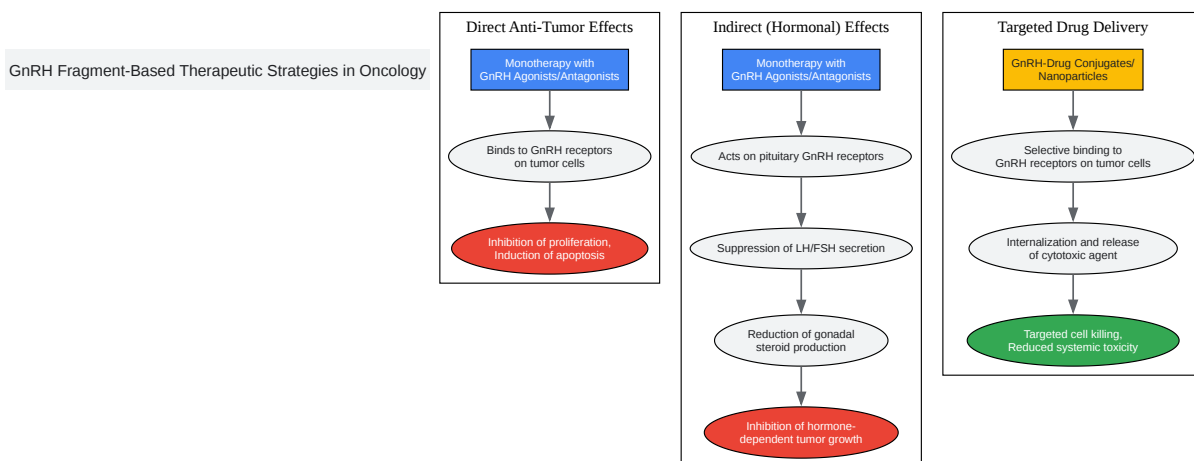 GnRH Fragment-Based Therapeutic Strategies in Oncology
Direct Anti-Tumor Effects
Monotherapy with
GnRH Agonists/Antagonists
Binds to GnRH receptors
on tumor cells
Inhibition of proliferation,
Induction of apoptosis
Indirect (Hormonal) Effects
Monotherapy with
GnRH Agonists/Antagonists
Acts on pituitary GnRH receptors
Suppression of LH/FSH secretion
Reduction of gonadal
steroid production
Inhibition of hormone-
dependent tumor growth
Targeted Drug Delivery
GnRH-Drug Conjugates/
Nanoparticles
Selective binding to
GnRH receptors on tumor cells
Internalization and release
of cytotoxic agent
Targeted cell killing,
Reduced systemic toxicity